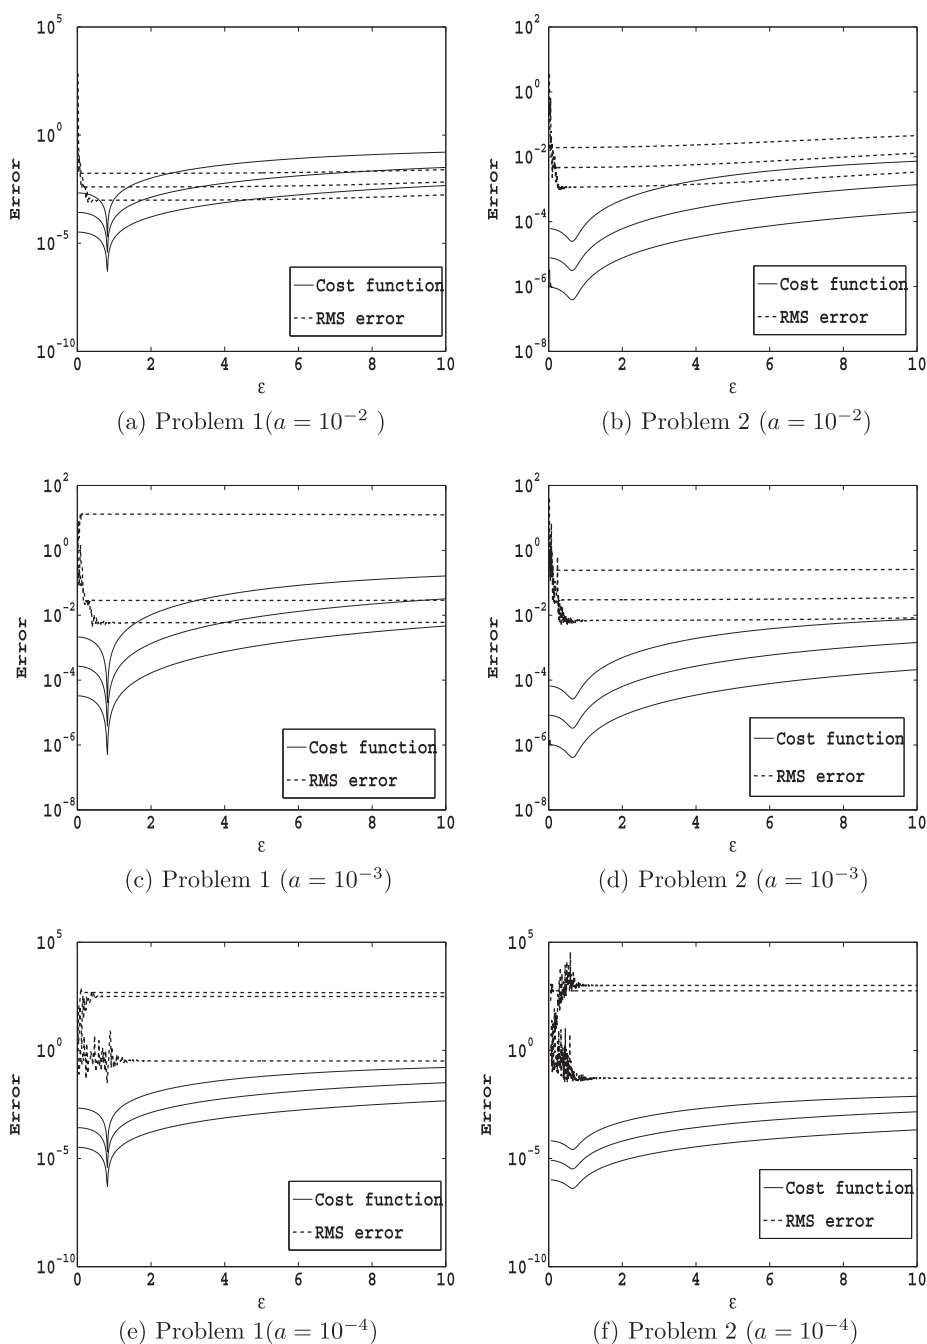 10^5
10^0
10^-5
10^-10
Error
0 2 4 6 8 10
ε
Cost function
RMS error
(a) Problem 1(a = 10^-2 )
10^2
10^0
10^-2
10^-4
10^-6
10^-8
Error
0 2 4 6 8 10
ε
Cost function
RMS error
(b) Problem 2 (a = 10^-2)
10^2
10^0
10^-2
10^-4
10^-6
10^-8
Error
0 2 4 6 8 10
ε
Cost function
RMS error
(c) Problem 1 (a = 10^-3)
10^2
10^0
10^-2
10^-4
10^-6
10^-8
Error
0 2 4 6 8 10
ε
Cost function
RMS error
(d) Problem 2 (a = 10^-3)
10^5
10^0
10^-5
10^-10
Error
0 2 4 6 8 10
ε
Cost function
RMS error
(e) Problem 1(a = 10^-4)
10^5
10^0
10^-5
10^-10
Error
0 2 4 6 8 10
ε
Cost function
RMS error
(f) Problem 2 (a = 10^-4)